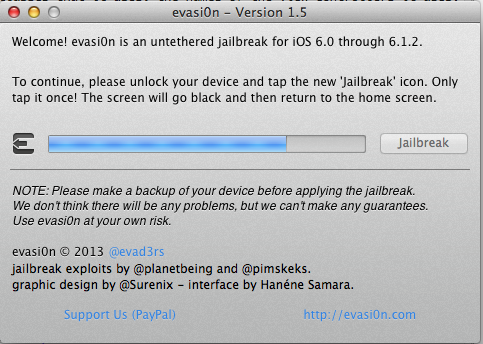 evasi0n - Version 1.5
Welcome! evasi0n is an untethered jailbreak for iOS 6.0 through 6.1.2.
To continue, please unlock your device and tap the new 'Jailbreak' icon. Only
tap it once! The screen will go black and then return to the home screen.
Jailbreak
NOTE: Please make a backup of your device before applying the jailbreak.
We don't think there will be any problems, but we can't make any guarantees.
Use evasi0n at your own risk.
evasi0n © 2013 @evad3rs
jailbreak exploits by @planetbeing and @pimskeks.
graphic design by @Surenix - interface by Hanéne Samara.
Support Us (PayPal) http://evasi0n.com